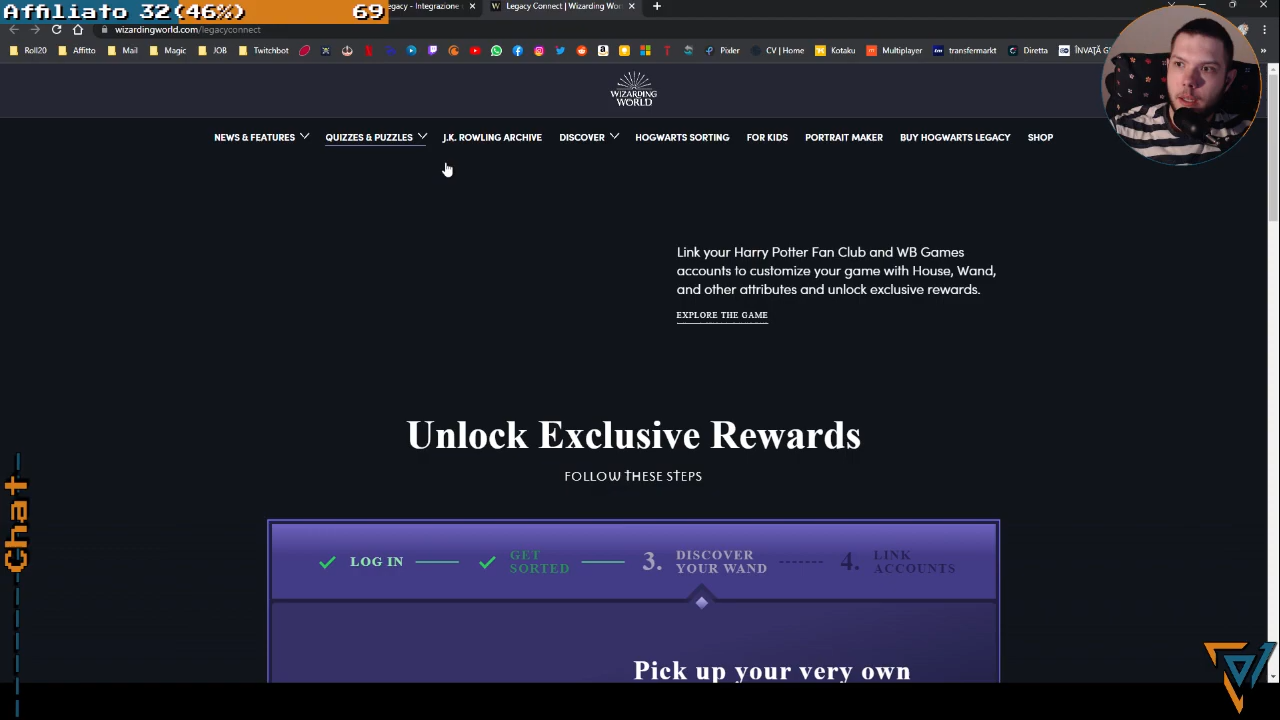 Affiliato 32(46%) 69
egacy - Integrazione
Legacy Connect | Wizarding Wo
wizardingworld.com/legacyconnect
Roll20 Affitto Mail Magic JOB Twitchbot Pixler CV | Home Kotaku Multiplayer transfermarkt Diretta ÎNVAȚĂ
WIZARDING
WORLD
NEWS & FEATURES QUIZZES & PUZZLES J.K. ROWLING ARCHIVE DISCOVER HOGWARTS SORTING FOR KIDS PORTRAIT MAKER BUY HOGWARTS LEGACY SHOP
Link your Harry Potter Fan Club and WB Games
accounts to customize your game with House, Wand,
and other attributes and unlock exclusive rewards.
EXPLORE THE GAME
Unlock Exclusive Rewards
FOLLOW THESE STEPS
Chat
LOG IN
GET
SORTED
3. DISCOVER
YOUR WAND
4. LINK
ACCOUNTS
Pick up your very own